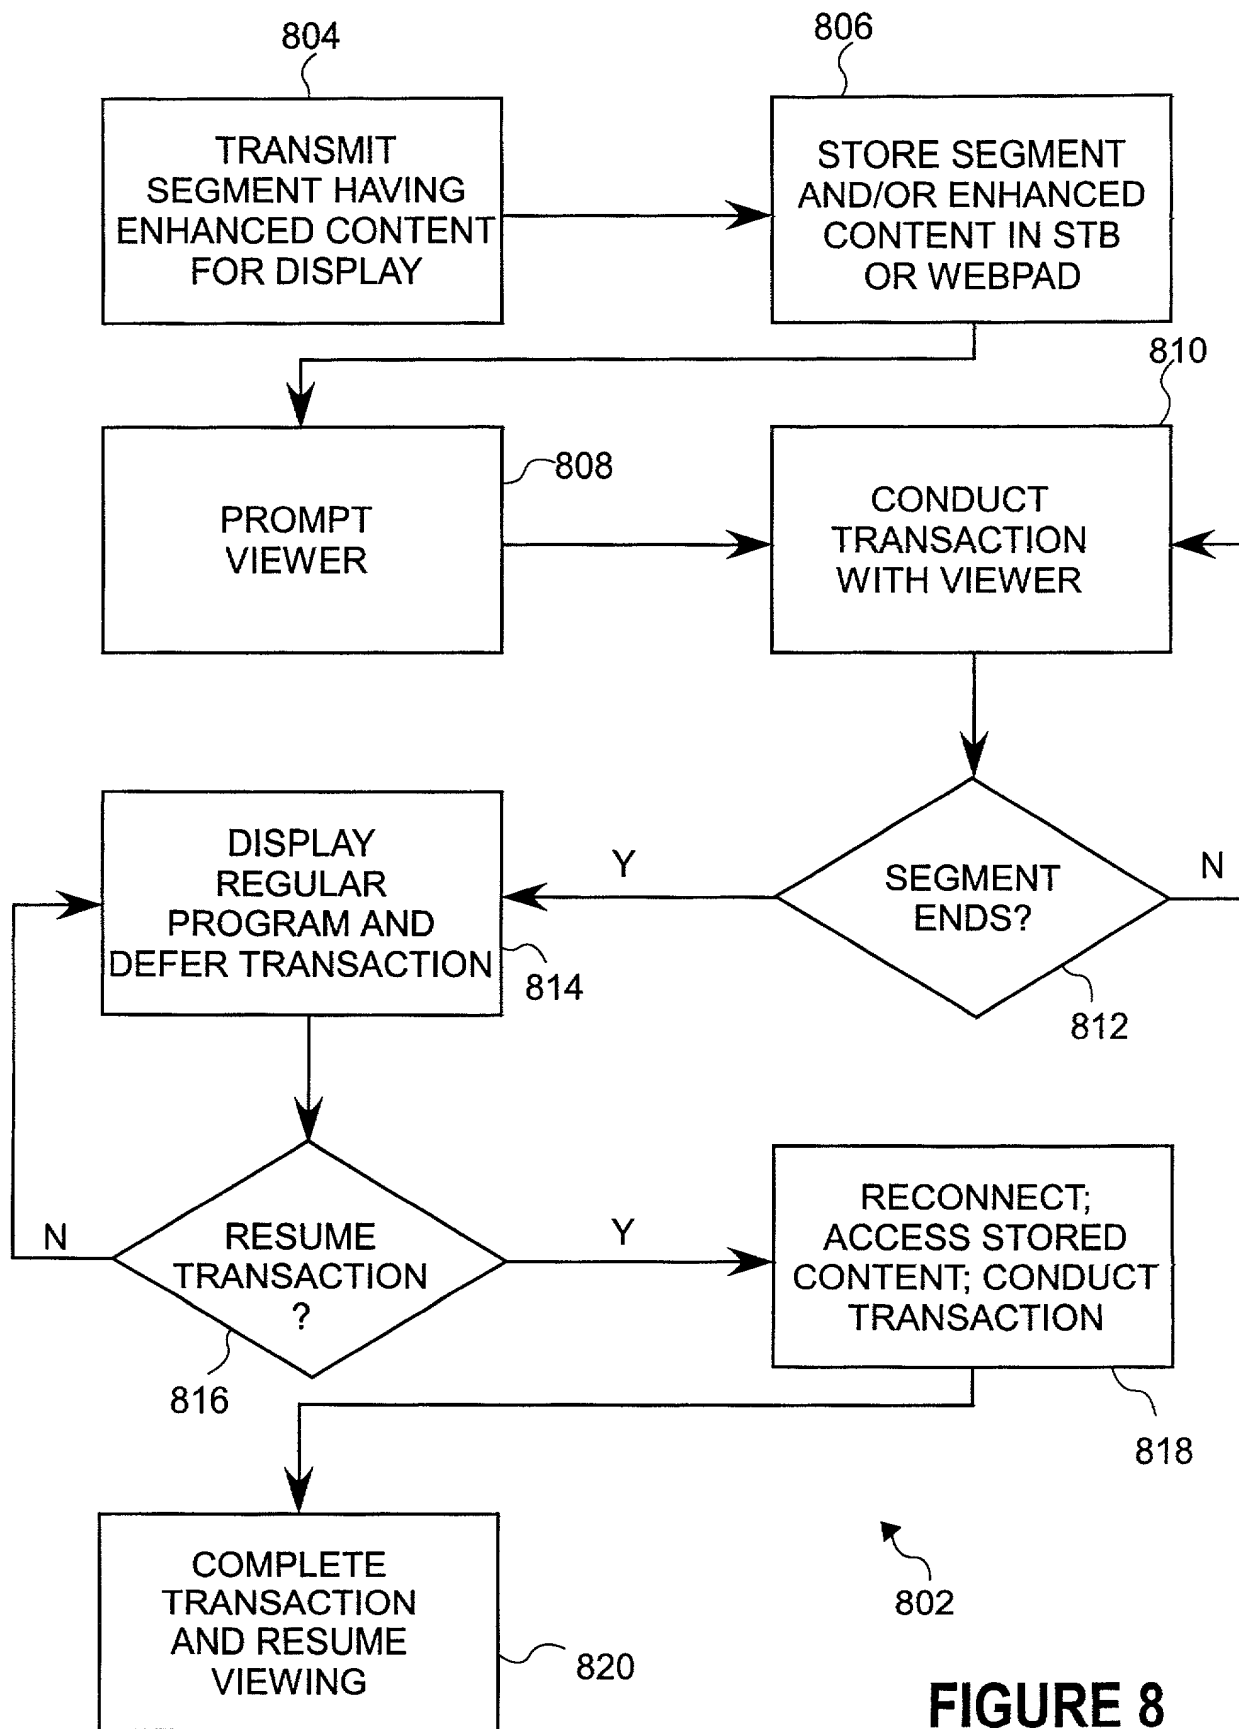 804
806
TRANSMIT
SEGMENT HAVING
ENHANCED CONTENT
FOR DISPLAY
STORE SEGMENT
AND/OR ENHANCED
CONTENT IN STB
OR WEBPAD
810
808
PROMPT
VIEWER
CONDUCT
TRANSACTION
WITH VIEWER
DISPLAY
REGULAR
PROGRAM AND
DEFER TRANSACTION
Y
SEGMENT
ENDS?
N
814
812
N
RESUME
TRANSACTION
?
Y
RECONNECT;
ACCESS STORED
CONTENT; CONDUCT
TRANSACTION
816
818
COMPLETE
TRANSACTION
AND RESUME
VIEWING
802
820
FIGURE 8